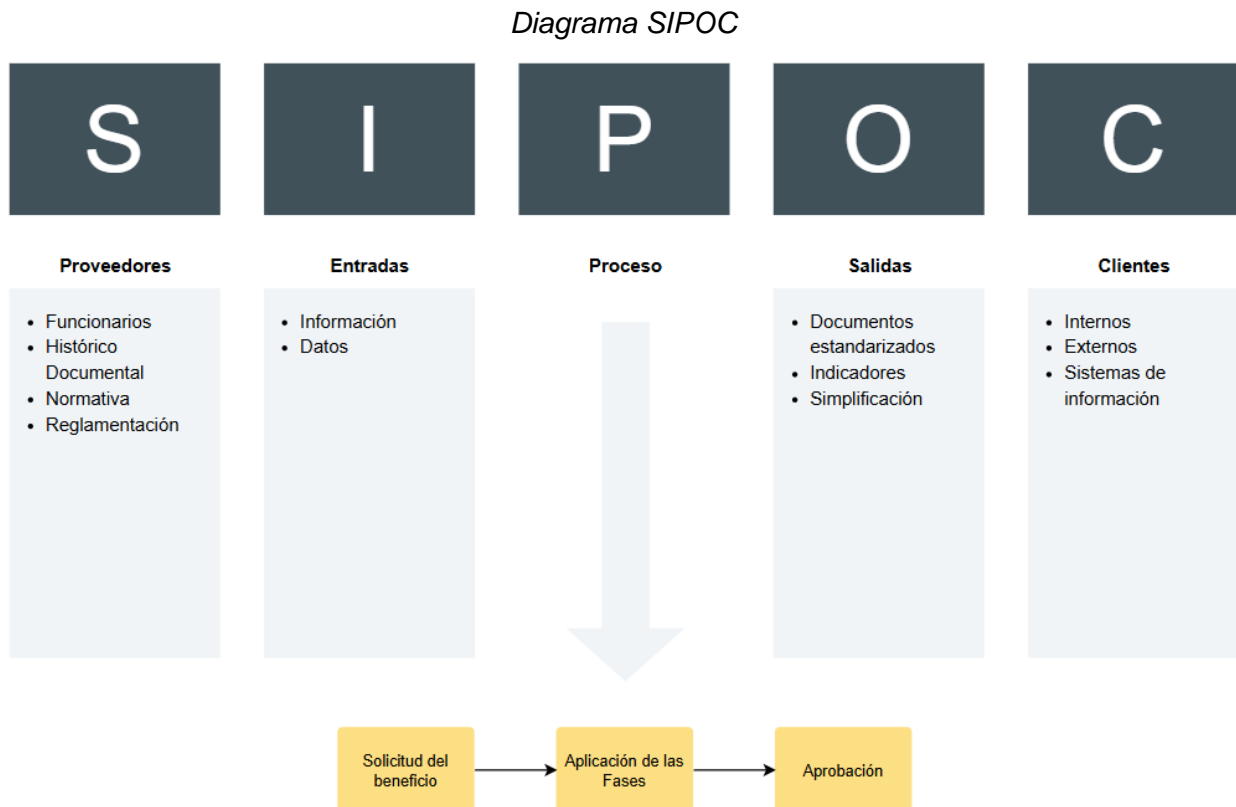 Diagrama SIPOC
S
I
P
O
C
Proveedores
Entradas
Proceso
Salidas
Clientes
• Funcionarios
• Histórico
Documental
• Normativa
• Reglamentación
• Información
• Datos
• Documentos
estandarizados
• Indicadores
• Simplificación
• Internos
• Externos
• Sistemas de
información
Solicitud del
beneficio
Aplicación de las
Fases
Aprobación